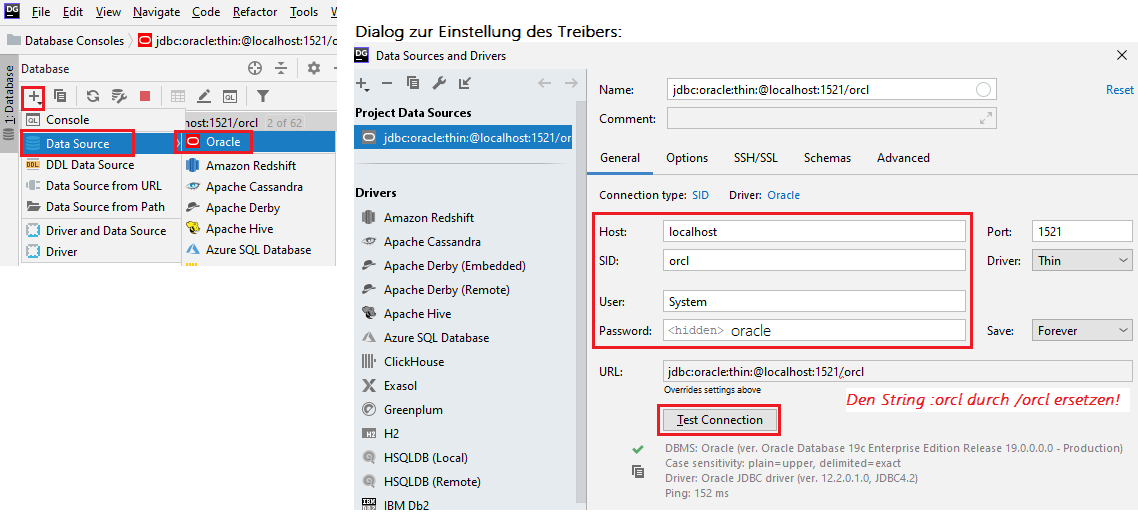 DG File Edit View Navigate Code Refactor Tools
Database Consoles jdbc:oracle:thin:@localhost:1521/
1: Database
Database
Console
host:1521/orcl 2 of 62
Data Source
Oracle
DDL Data Source
Amazon Redshift
Data Source from URL
Apache Cassandra
Data Source from Path
Apache Derby
Driver and Data Source
Apache Hive
Driver
Azure SQL Database
Dialog zur Einstellung des Treibers:
DG Data Sources and Drivers
Project Data Sources
jdbc:oracle:thin:@localhost:1521/or
Drivers
Amazon Redshift
Apache Cassandra
Apache Derby (Embedded)
Apache Derby (Remote)
Apache Hive
Azure SQL Database
ClickHouse
Exasol
Greenplum
H2
HSQLDB (Local)
HSQLDB (Remote)
IBM Db2
Name: jdbc:oracle:thin:@localhost:1521/orcl Reset
Comment:
General Options SSH/SSL Schemas Advanced
Connection type: SID Driver: Oracle
Host: localhost Port: 1521
SID: orcl Driver: Thin
User: System
Password: <hidden> oracle Save: Forever
URL: jdbc:oracle:thin:@localhost:1521/orcl
Overrides settings above
Den String :orcl durch /orcl ersetzen!
Test Connection
DBMS: Oracle (ver. Oracle Database 19c Enterprise Edition Release 19.0.0.0.0 - Production)
Case sensitivity: plain=upper, delimited=exact
Driver: Oracle JDBC driver (ver. 12.2.0.1.0, JDBC4.2)
Ping: 152 ms